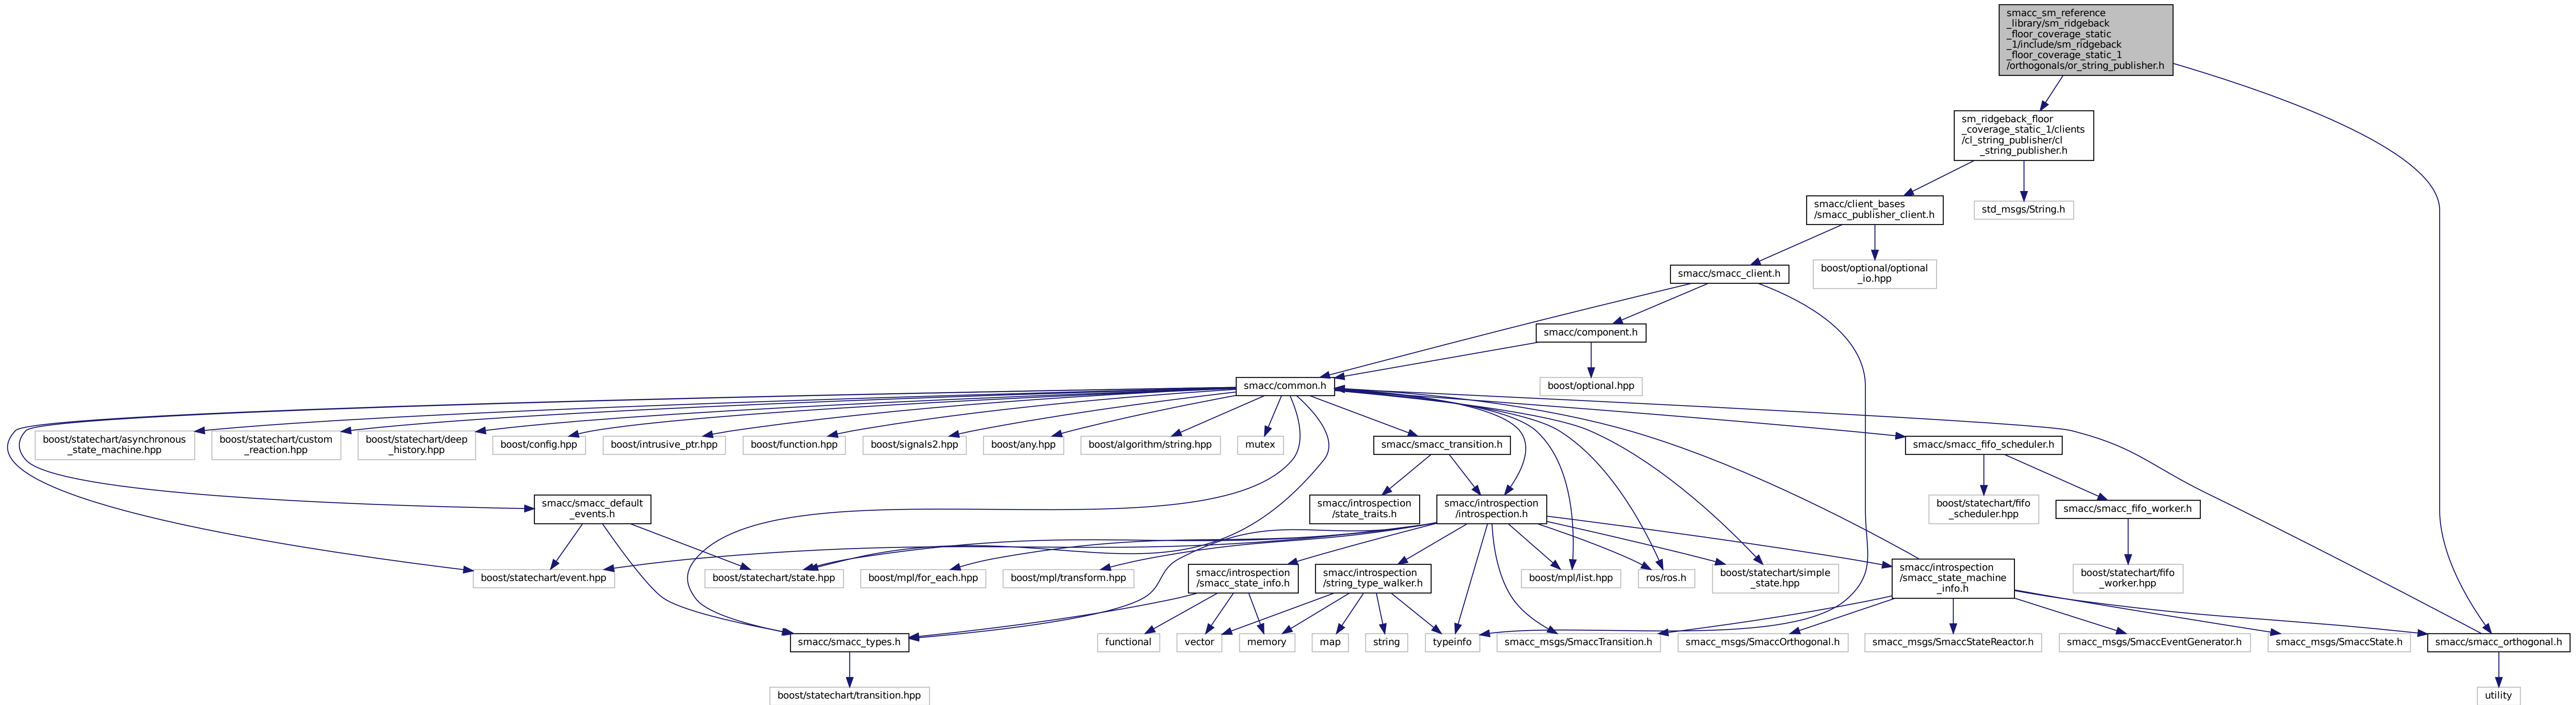 smacc_sm_reference
_library/sm_ridgeback
_floor_coverage_static
_1/include/sm_ridgeback
_floor_coverage_static_1
/orthogonals/or_string_publisher.h
sm_ridgeback_floor
_coverage_static_1/clients
/cl_string_publisher/cl
_string_publisher.h
smacc/client_bases
/smacc_publisher_client.h
std_msgs/String.h
smacc/smacc_client.h
boost/optional/optional
_io.hpp
smacc/component.h
smacc/common.h
boost/optional.hpp
boost/statechart/asynchronous
_state_machine.hpp
boost/statechart/custom
_reaction.hpp
boost/statechart/deep
_history.hpp
boost/config.hpp
boost/intrusive_ptr.hpp
boost/function.hpp
boost/signals2.hpp
boost/any.hpp
boost/algorithm/string.hpp
mutex
smacc/smacc_transition.h
smacc/smacc_fifo_scheduler.h
smacc/smacc_default
_events.h
smacc/introspection
/state_traits.h
smacc/introspection
/introspection.h
boost/statechart/fifo
_scheduler.hpp
smacc/smacc_fifo_worker.h
boost/statechart/event.hpp
boost/statechart/state.hpp
boost/mpl/for_each.hpp
boost/mpl/transform.hpp
smacc/introspection
/smacc_state_info.h
smacc/introspection
/string_type_walker.h
boost/mpl/list.hpp
ros/ros.h
boost/statechart/simple
_state.hpp
smacc/introspection
/smacc_state_machine
_info.h
boost/statechart/fifo
_worker.hpp
smacc/smacc_types.h
functional
vector
memory
map
string
typeinfo
smacc_msgs/SmaccTransition.h
smacc_msgs/SmaccOrthogonal.h
smacc_msgs/SmaccStateReactor.h
smacc_msgs/SmaccEventGenerator.h
smacc_msgs/SmaccState.h
smacc/smacc_orthogonal.h
boost/statechart/transition.hpp
utility